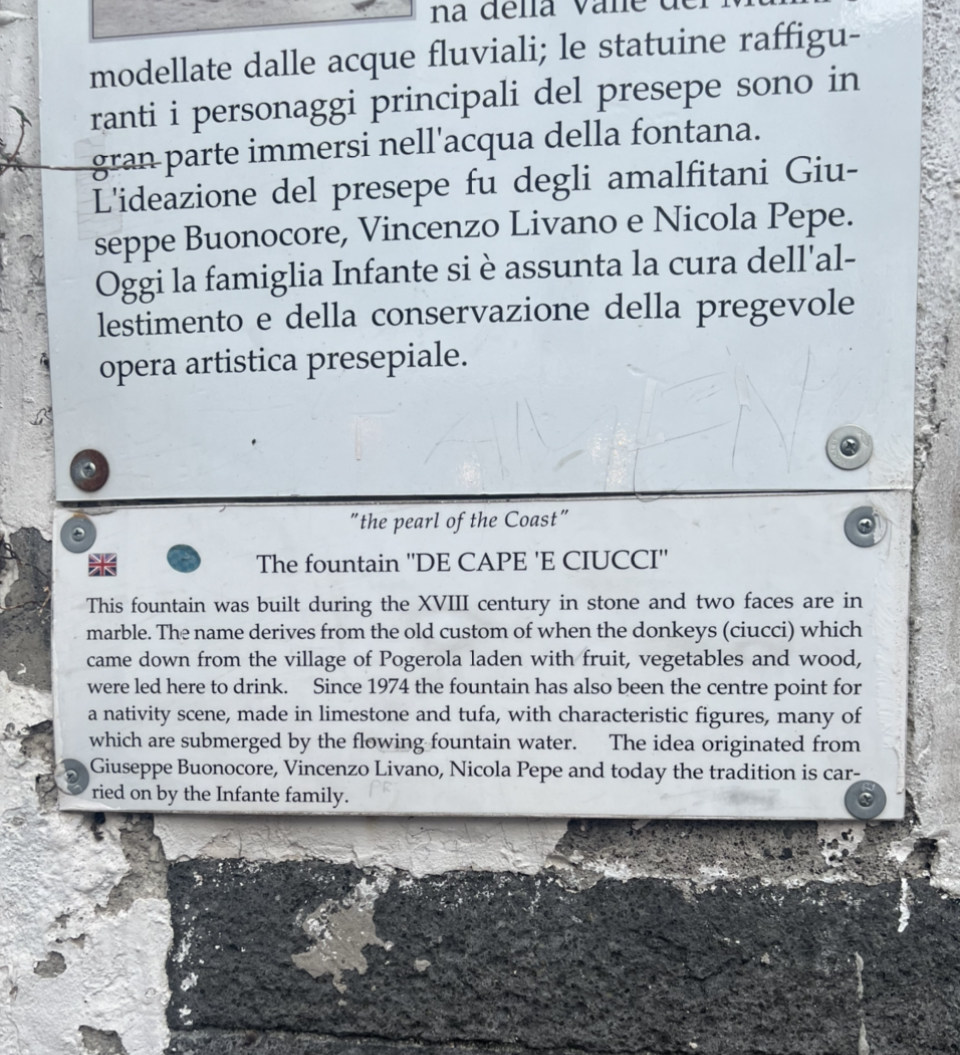 na della Valle dei
modellate dalle acque fluviali; le statuine raffigu-
ranti i personaggi principali del presepe sono in
gran parte immersi nell'acqua della fontana.
L'ideazione del presepe fu degli amalfitani Giu-
seppe Buonocore, Vincenzo Livano e Nicola Pepe.
Oggi la famiglia Infante si è assunta la cura dell'al-
lestimento e della conservazione della pregevole
opera artistica presepiale.
"the pearl of the Coast"
The fountain "DE CAPE 'E CIUCCI"
This fountain was built during the XVIII century in stone and two faces are in
marble. The name derives from the old custom of when the donkeys (ciucci) which
came down from the village of Pogerola laden with fruit, vegetables and wood,
were led here to drink. Since 1974 the fountain has also been the centre point for
a nativity scene, made in limestone and tufa, with characteristic figures, many of
which are submerged by the flowing fountain water. The idea originated from
Giuseppe Buonocore, Vincenzo Livano, Nicola Pepe and today the tradition is car-
ried on by the Infante family.